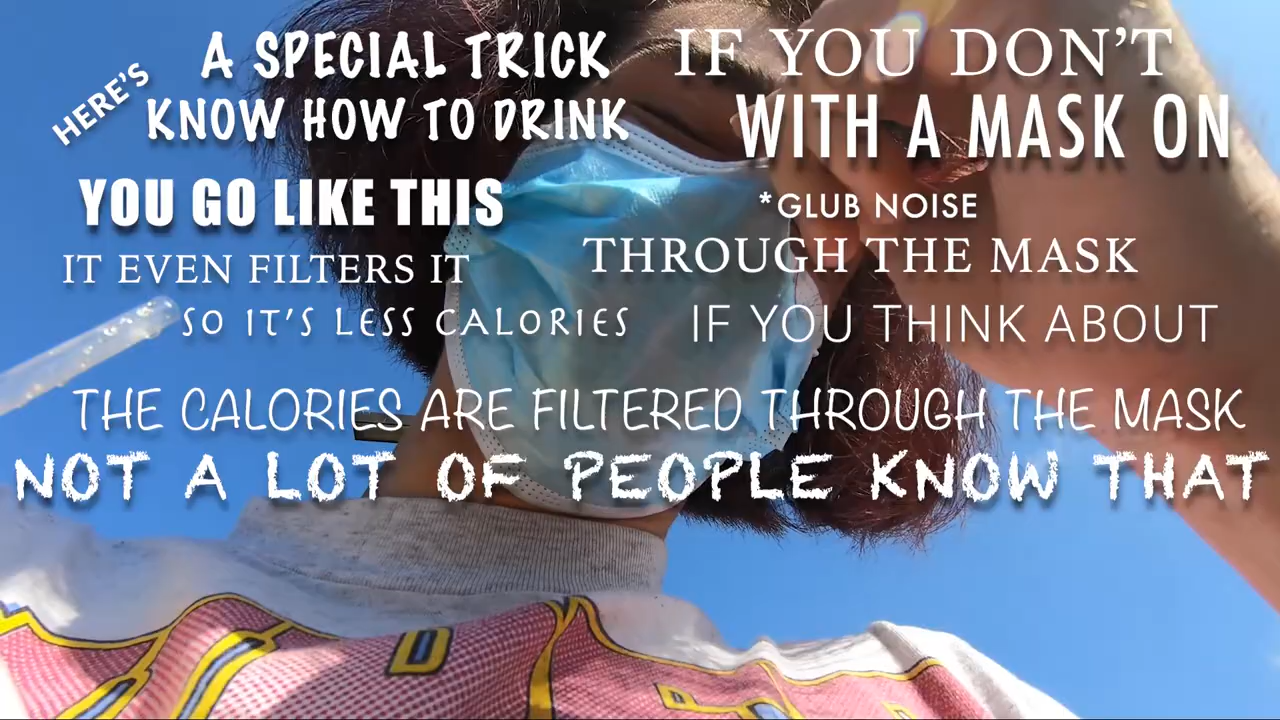 HERE'S A SPECIAL TRICK IF YOU DON'T
KNOW HOW TO DRINK WITH A MASK ON
YOU GO LIKE THIS *GLUB NOISE
IT EVEN FILTERS IT THROUGH THE MASK
SO IT'S LESS CALORIES IF YOU THINK ABOUT
THE CALORIES ARE FILTERED THROUGH THE MASK
NOT A LOT OF PEOPLE KNOW THAT